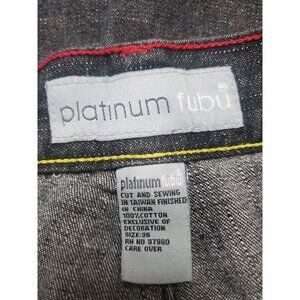 platinum fubu
platinum fubu
CUT AND SEWING
IN TAIWAN FINISHED
IN CHINA
100%COTTON
EXCLUSIVE OF
DECORATION
SIZE:36
RN NO 37980
CARE OVER